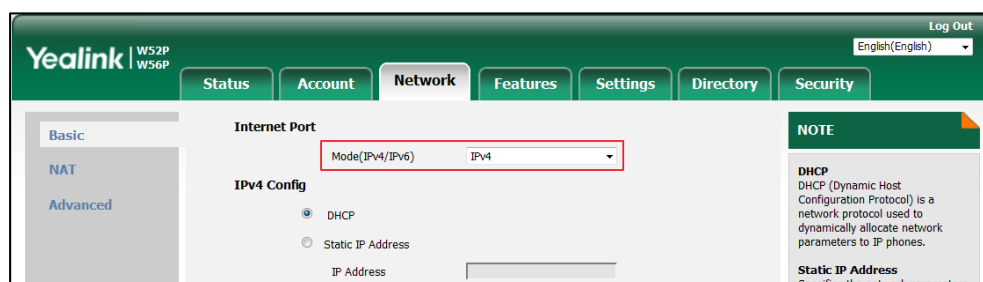 Log Out
Yealink | W52P
W56P
English(English)
Status Account Network Features Settings Directory Security
Basic
NAT
Advanced
Internet Port
Mode(IPv4/IPv6) IPv4
IPv4 Config
DHCP
Static IP Address
IP Address
NOTE
DHCP
DHCP (Dynamic Host
Configuration Protocol) is a
network protocol used to
dynamically allocate network
parameters to IP phones.
Static IP Address